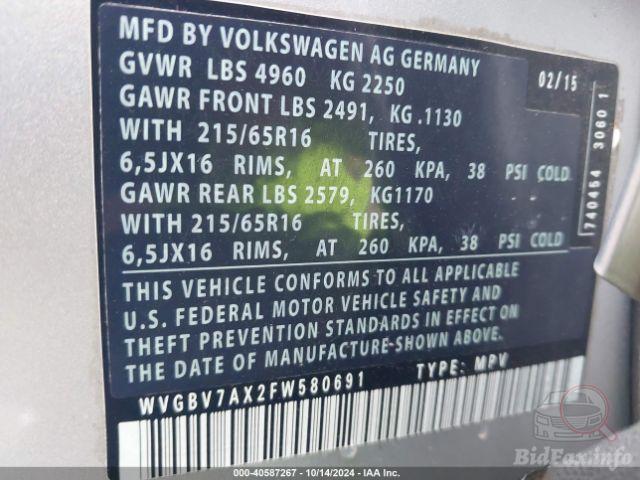 MFD BY VOLKSWAGEN AG GERMANY
GVWR LBS 4960 KG 2250 02/15
GAWR FRONT LBS 2491, KG .1130
WITH 215/65R16 TIRES,
6,5JX16 RIMS, AT 260 KPA, 38 PSI COLD
GAWR REAR LBS 2579, KG1170
WITH 215/65R16 TIRES,
6,5JX16 RIMS, AT 260 KPA, 38 PSI COLD
THIS VEHICLE CONFORMS TO ALL APPLICABLE
U.S. FEDERAL MOTOR VEHICLE SAFETY AND
THEFT PREVENTION STANDARDS IN EFFECT ON
THE DATE OF MANUFACTURE SHOWN ABOVE.
WVGBV7AX2FW580691 TYPE: MPV
740454 3060 1
000-40587267 - 10/14/2024 - IAA Inc.
BidFax.info